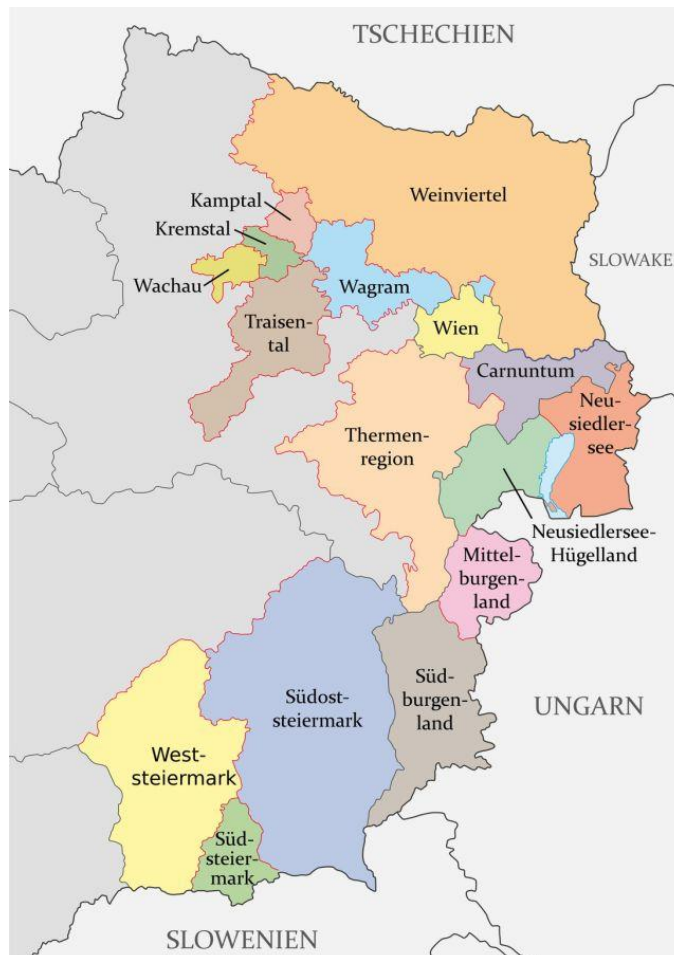 TSCHECHIEN
Weinviertel
Kamptal
Kremstal
SLOWAKE
Wachau
Wagram
Traisen-
tal
Wien
Carnuntum
Neu-
siedler-
see
Thermen-
region
Neusiedlersee-
Hügelland
Mittel-
burgen-
land
Süd-
burgen-
land
Südost-
steiermark
UNGARN
West-
steiermark
Süd-
steier-
mark
SLOWENIEN